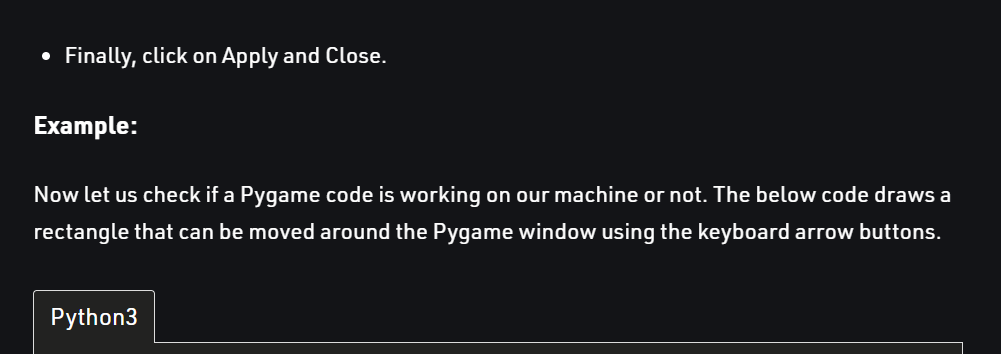 • Finally, click on Apply and Close.
Example:
Now let us check if a Pygame code is working on our machine or not. The below code draws a
rectangle that can be moved around the Pygame window using the keyboard arrow buttons.
Python3